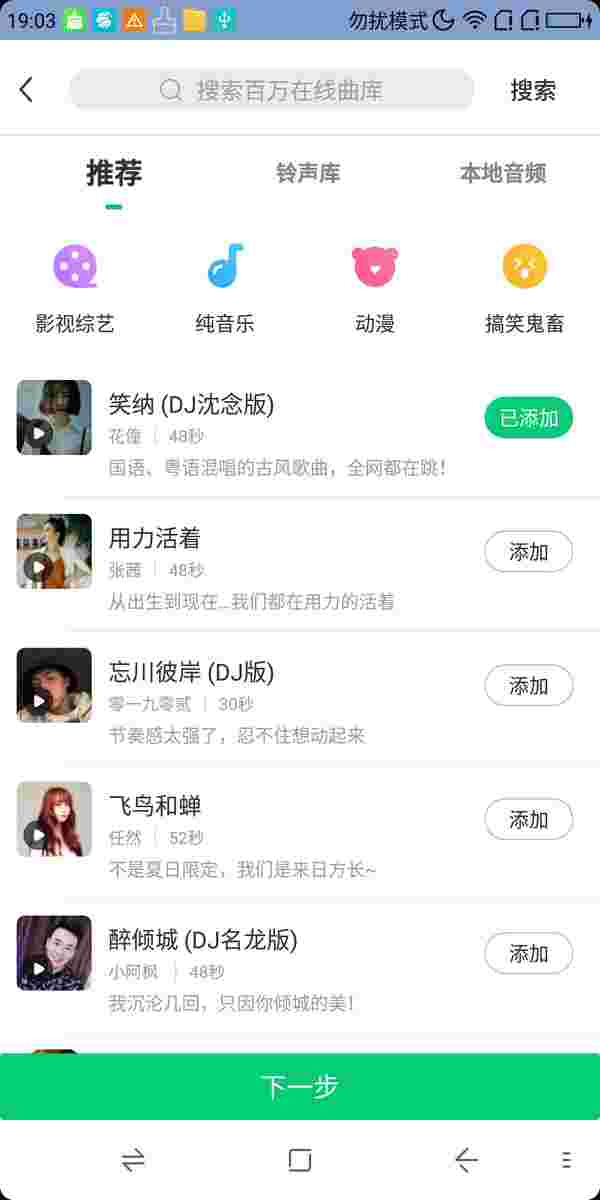 19:03 勿扰模式
搜索百万在线曲库 搜索
推荐 铃声库 本地音频
影视综艺 纯音乐 动漫 搞笑鬼畜
笑纳 (DJ沈念版)
花僮 | 48秒
已添加
国语、粤语混唱的古风歌曲，全网都在跳！
用力活着
张茜 | 48秒
添加
从出生到现在…我们都在用力的活着
忘川彼岸 (DJ版)
零一九零贰 | 30秒
添加
节奏感太强了，忍不住想动起来
飞鸟和蝉
任然 | 52秒
添加
不是夏日限定，我们是来日方长~
醉倾城 (DJ名龙版)
小阿枫 | 48秒
添加
我沉沦几回，只因你倾城的美！
下一步